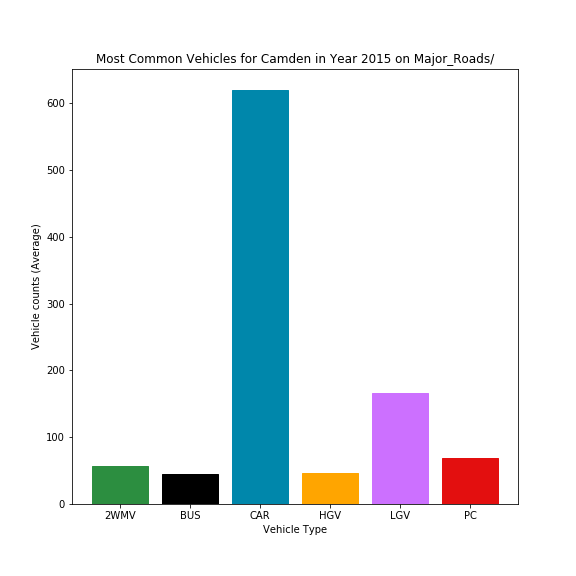 Most Common Vehicles for Camden in Year 2015 on Major_Roads/
Vehicle counts (Average)
600
500
400
300
200
100
0
2WMV BUS CAR HGV LGV PC
Vehicle Type